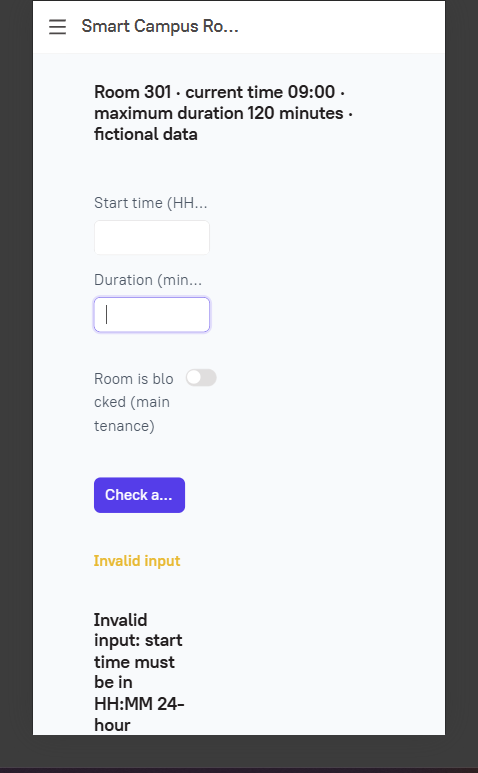 Smart Campus Ro...
Room 301 · current time 09:00 ·
maximum duration 120 minutes ·
fictional data
Start time (HH...
Duration (min...
Room is blo
cked (main
tenance)
Check a...
Invalid input
Invalid
input: start
time must
be in
HH:MM 24-
hour